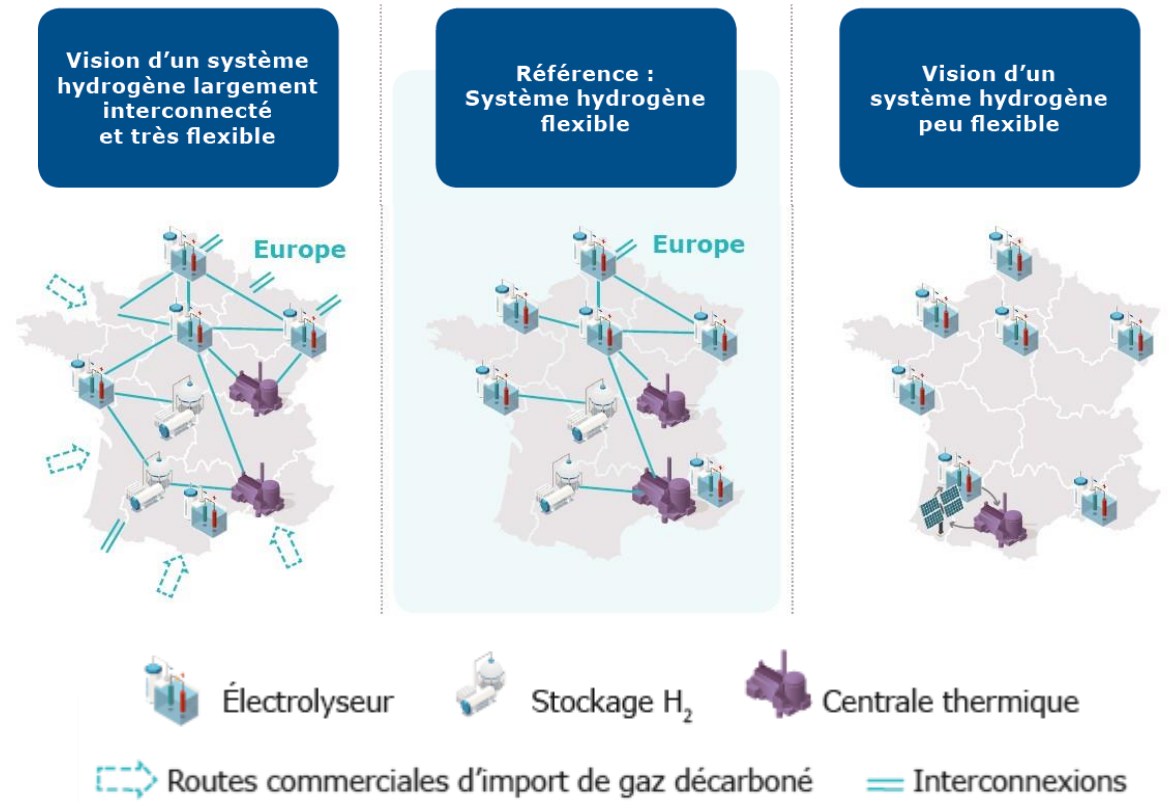 Vision d’un système
hydrogène largement
interconnecté
et très flexible
Référence :
Système hydrogène
flexible
Vision d’un
système hydrogène
peu flexible
Europe
Europe
Électrolyseur
Stockage H₂
Centrale thermique
Routes commerciales d’import de gaz décarboné
Interconnexions